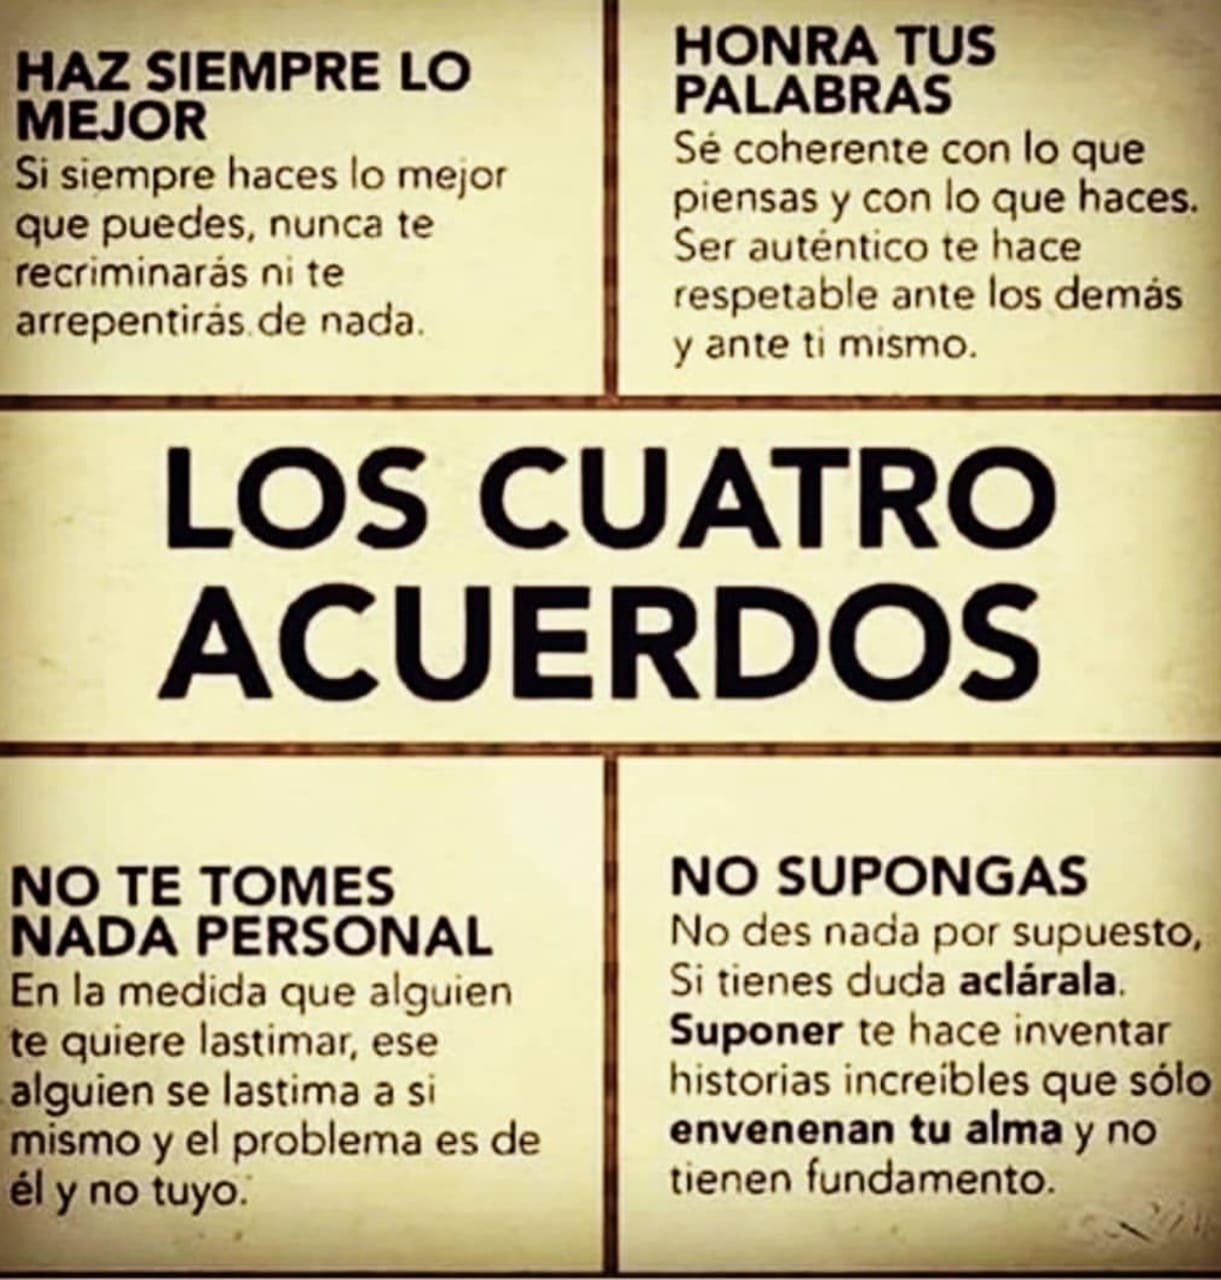 HAZ SIEMPRE LO
MEJOR
Si siempre haces lo mejor
que puedes, nunca te
recriminarás ni te
arrepentirás de nada.
HONRA TUS
PALABRAS
Sé coherente con lo que
piensas y con lo que haces.
Ser auténtico te hace
respetable ante los demás
y ante ti mismo.
LOS CUATRO
ACUERDOS
NO TE TOMES
NADA PERSONAL
En la medida que alguien
te quiere lastimar, ese
alguien se lastima a si
mismo y el problema es de
él y no tuyo.
NO SUPONGAS
No des nada por supuesto,
Si tienes duda aclárala.
Suponer te hace inventar
historias increíbles que sólo
envenenan tu alma y no
tienen fundamento.